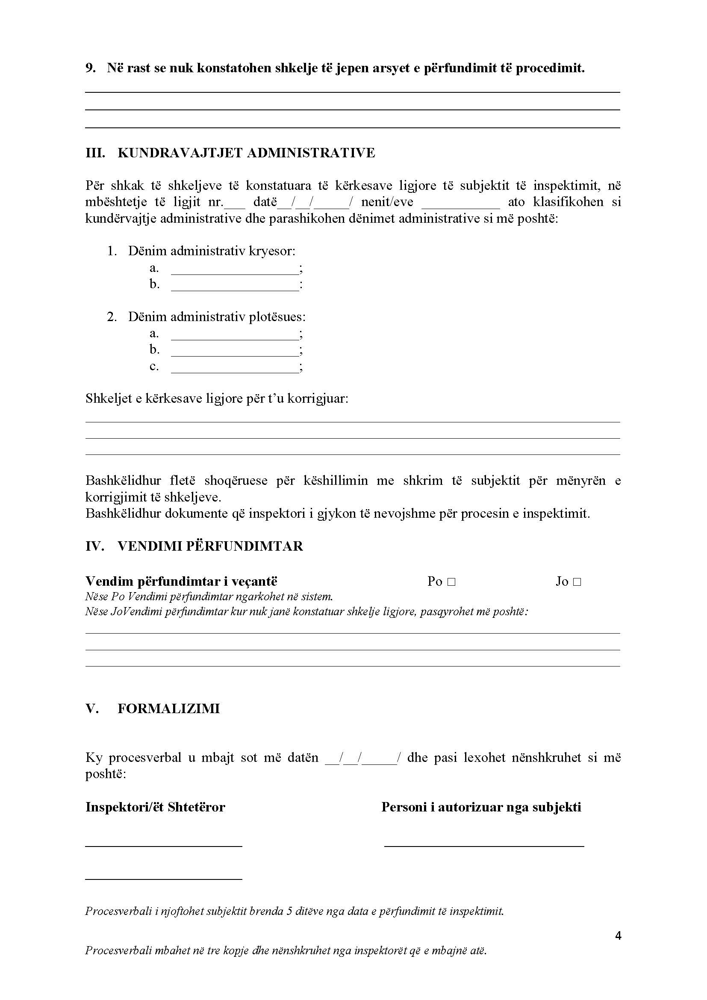 9. Në rast se nuk konstatohen shkelje të jepen arsyet e përfundimit të procedimit.
III. KUNDRAVAJTJET ADMINISTRATIVE
Për shkak të shkeljeve të konstatuara të kërkesave ligjore të subjektit të inspektimit, në
mbështetje të ligjit nr.___ datë__/__/_____/ nenit/eve ___________ ato klasifikohen si
kundërvajtje administrative dhe parashikohen dënimet administrative si më poshtë:
1. Dënim administrativ kryesor:
a. __________________;
b. __________________:
2. Dënim administrativ plotësues:
a. __________________;
b. __________________;
c. __________________;
Shkeljet e kërkesave ligjore për t’u korrigjuar:
Bashkëlidhur fletë shoqëruese për këshillimin me shkrim të subjektit për mënyrën e
korrigjimit të shkeljeve.
Bashkëlidhur dokumente që inspektori i gjykon të nevojshme për procesin e inspektimit.
IV. VENDIMI PËRFUNDIMTAR
Vendim përfundimtar i veçantë Po □ Jo □
Nëse Po Vendimi përfundimtar ngarkohet në sistem.
Nëse JoVendimi përfundimtar kur nuk janë konstatuar shkelje ligjore, pasqyrohet më poshtë:
V. FORMALIZIMI
Ky procesverbal u mbajt sot më datën __/__/_____/ dhe pasi lexohet nënshkruhet si më
poshtë:
Inspektori/ët Shtetëror Personi i autorizuar nga subjekti
Procesverbali i njoftohet subjektit brenda 5 ditëve nga data e përfundimit të inspektimit.
4
Procesverbali mbahet në tre kopje dhe nënshkruhet nga inspektorët që e mbajnë atë.